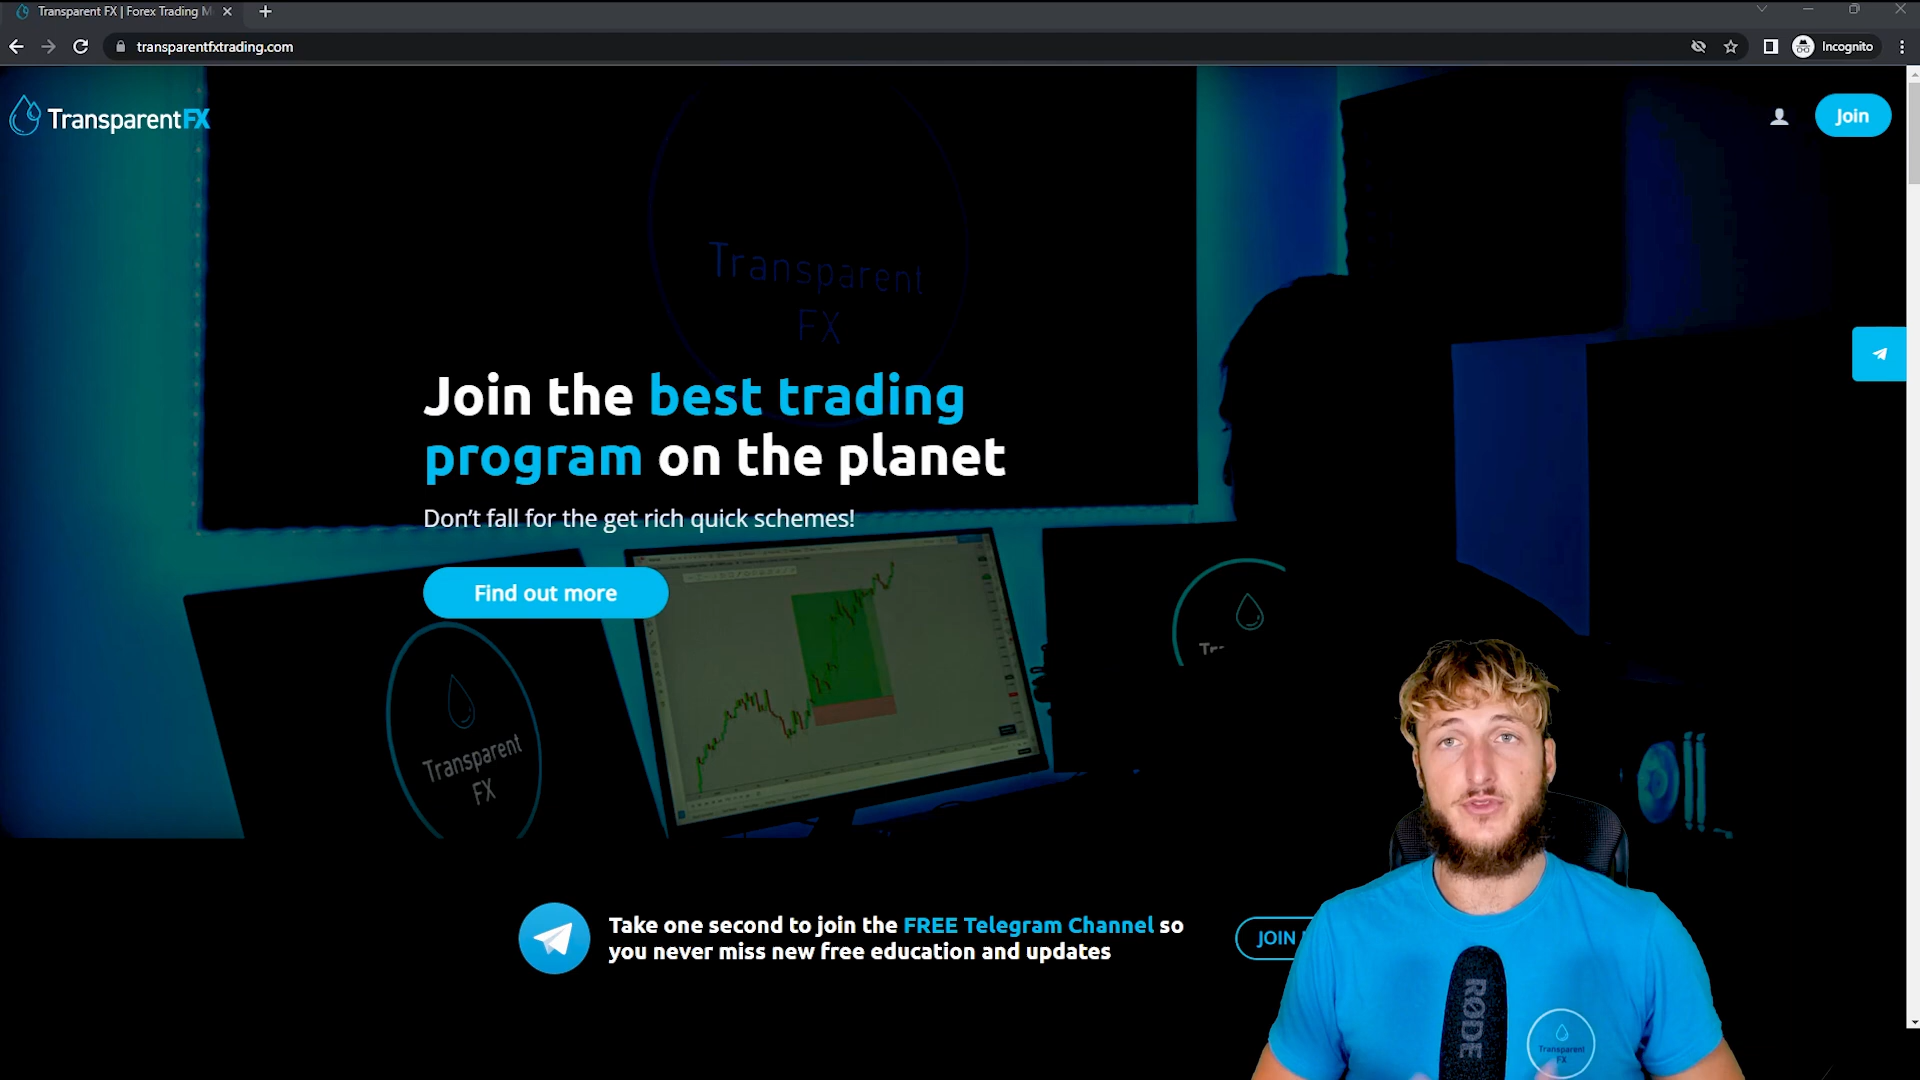 Transparent FX | Forex Trading M
transparentfxtrading.com
Incognito
TransparentFX
Join
Transparent
FX
Join the best trading
program on the planet
Don't fall for the get rich quick schemes!
Find out more
Transparent
FX
Take one second to join the FREE Telegram Channel so
you never miss new free education and updates
JOIN
RØDE
Transparent
FX